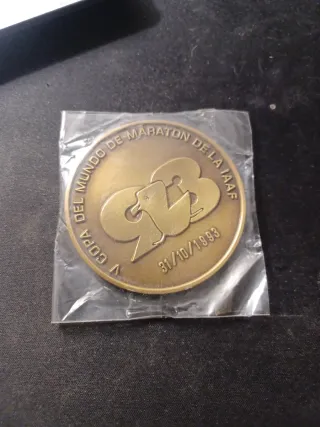 V COPA DEL MUNDO DE MARATON DE LA IAAF
93
31/10/1993